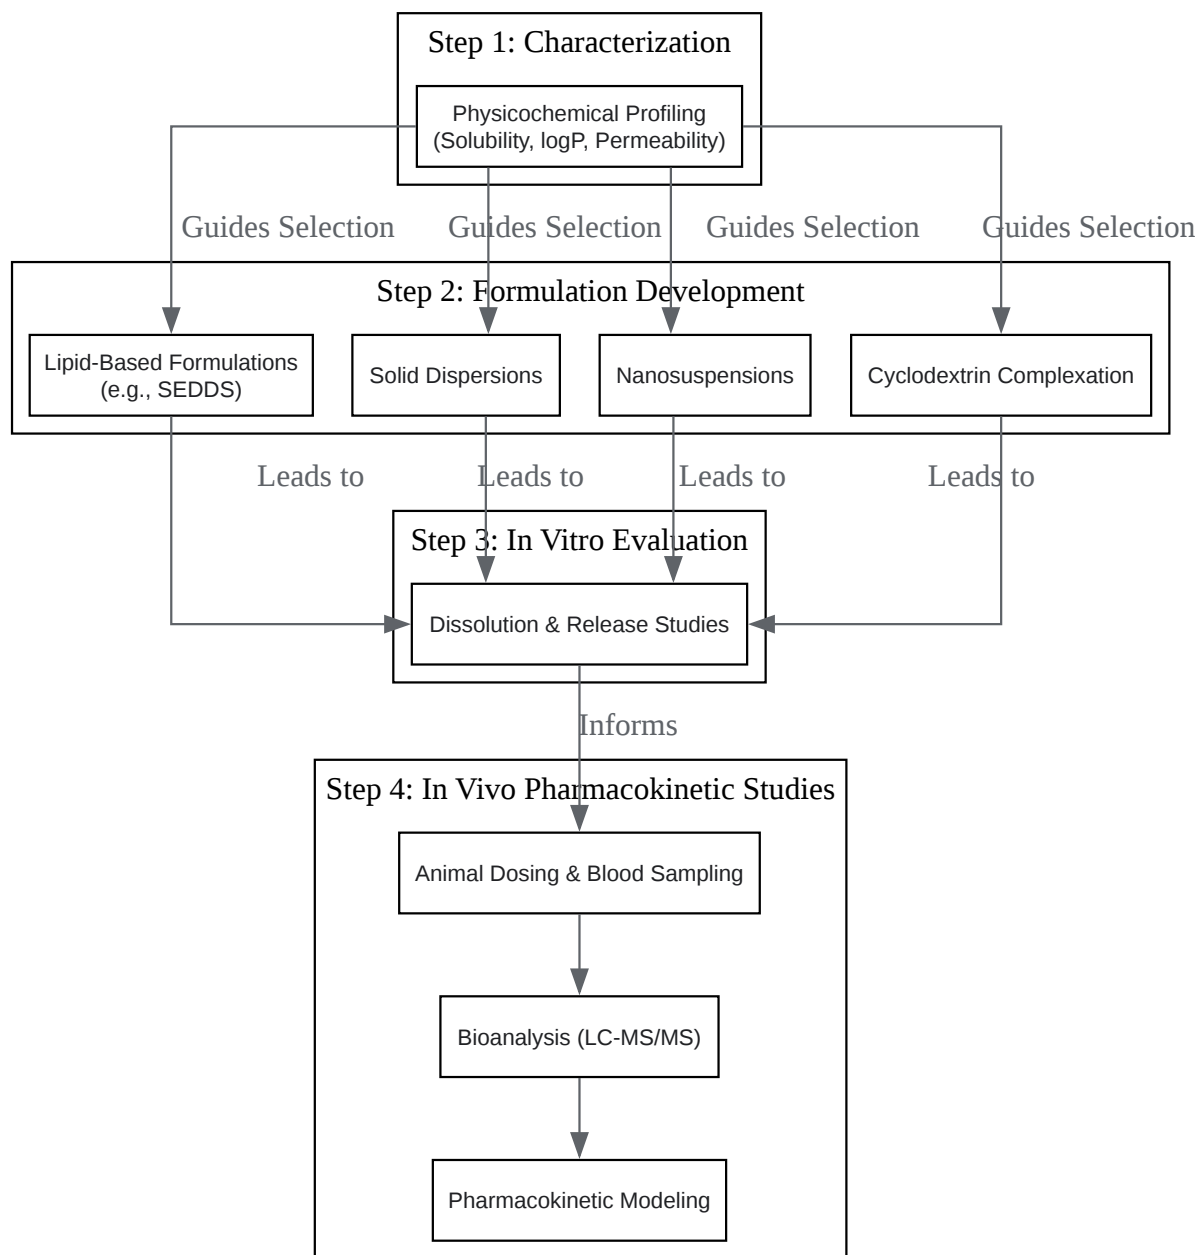 Step 1: Characterization
Physicochemical Profiling
(Solubility, logP, Permeability)
Guides Selection
Guides Selection
Guides Selection
Guides Selection
Step 2: Formulation Development
Lipid-Based Formulations
(e.g., SEDDS)
Solid Dispersions
Nanosuspensions
Cyclodextrin Complexation
Leads to
Leads to
Leads to
Leads to
Step 3: In Vitro Evaluation
Dissolution & Release Studies
Informs
Step 4: In Vivo Pharmacokinetic Studies
Animal Dosing & Blood Sampling
Bioanalysis (LC-MS/MS)
Pharmacokinetic Modeling